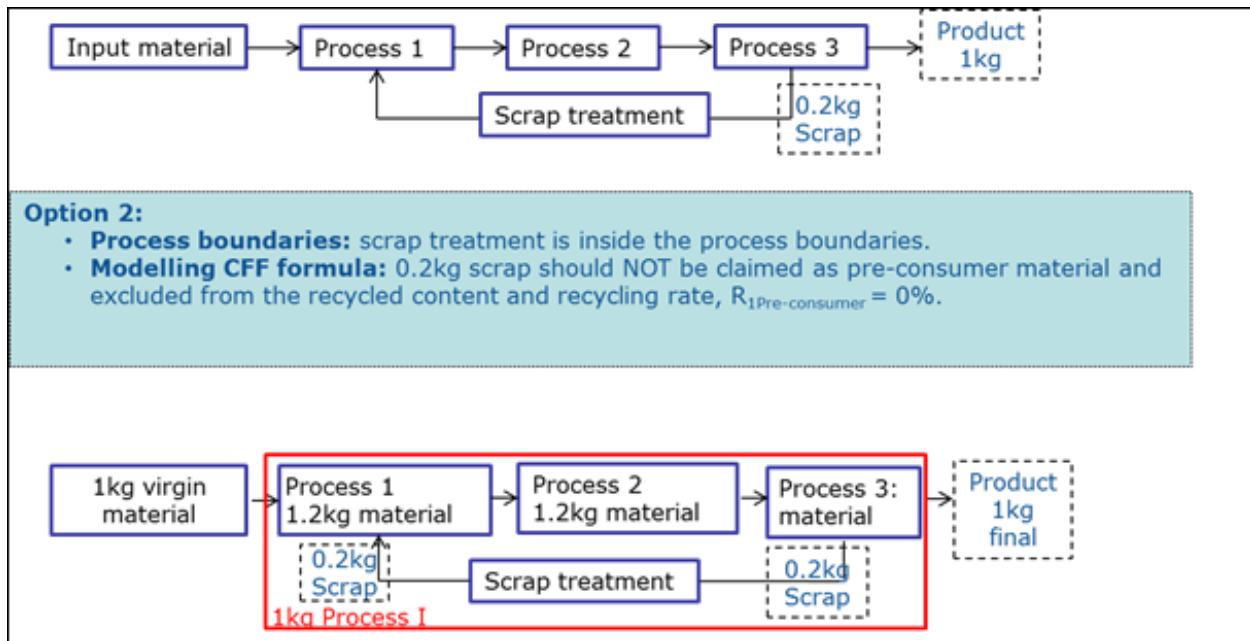 Input material
Process 1
Process 2
Process 3
Product
1kg
Scrap treatment
0.2kg
Scrap
Option 2:
• Process boundaries: scrap treatment is inside the process boundaries.
• Modelling CFF formula: 0.2kg scrap should NOT be claimed as pre-consumer material and
excluded from the recycled content and recycling rate, R1Pre-consumer = 0%.
1kg virgin
material
Process 1
1.2kg material
Process 2
1.2kg material
Process 3:
material
Product
1kg
final
0.2kg
Scrap
Scrap treatment
0.2kg
Scrap
1kg Process I